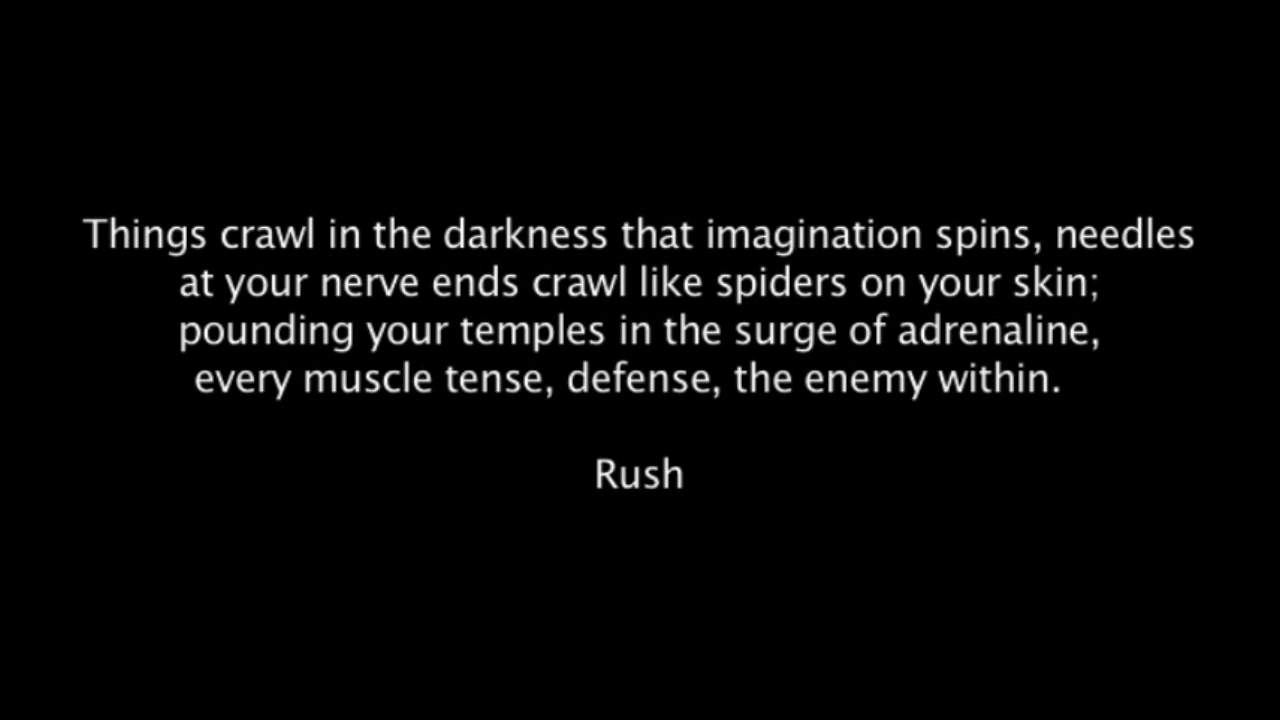 Things crawl in the darkness that imagination spins, needles
at your nerve ends crawl like spiders on your skin;
pounding your temples in the surge of adrenaline,
every muscle tense, defense, the enemy within.
Rush